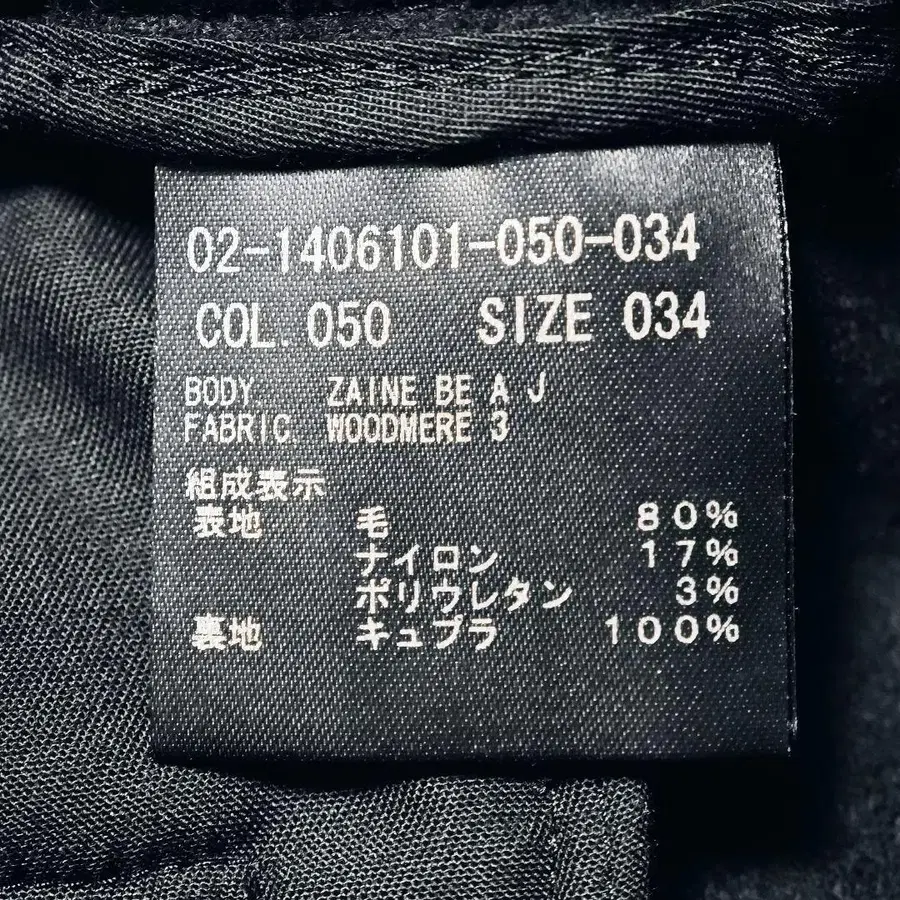 02-1406101-050-034
COL. 050 SIZE 034
BODY ZAINE BE A J
FABRIC. WOODMERE 3
組成表示
表地 毛 80%
ナイロン 17%
ポリウレタン 3%
裏地 キュプラ 100%